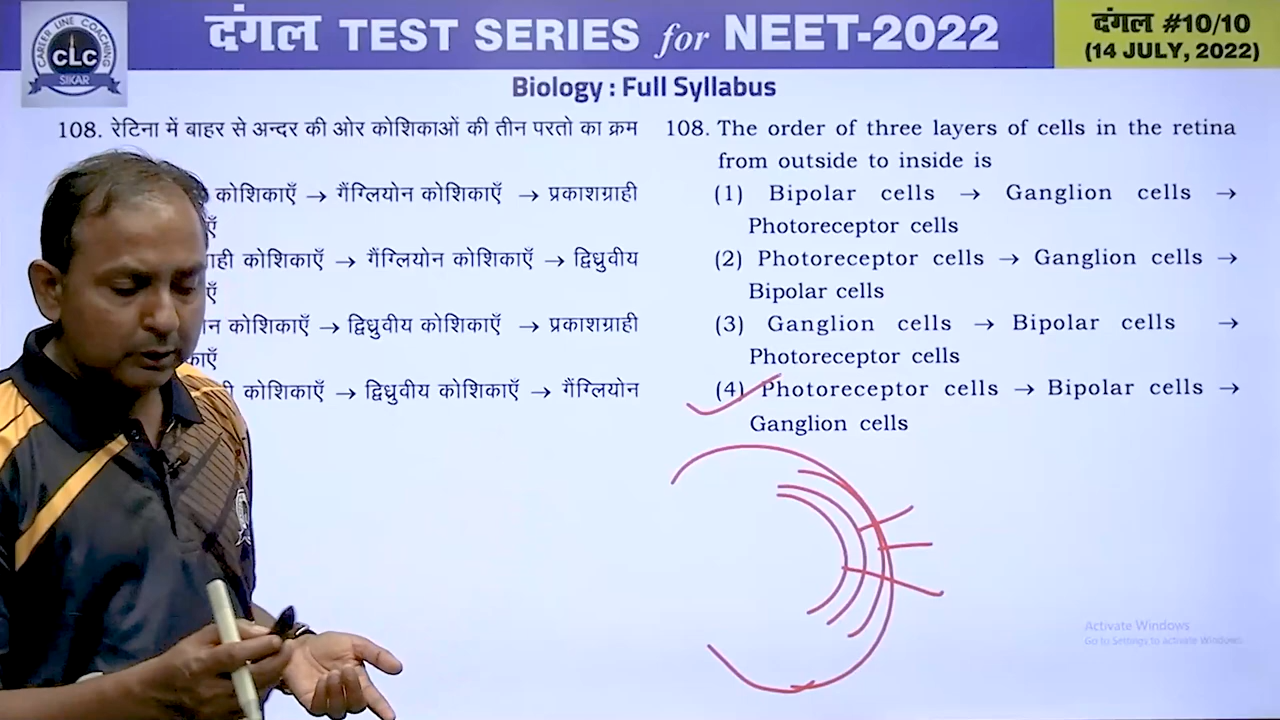 दंगल TEST SERIES for NEET-2022
दंगल #10/10
(14 JULY, 2022)
CAREER LINE COACHING
CLC
SIKAR
Biology : Full Syllabus
108. रेटिना में बाहर से अन्दर की ओर कोशिकाओं की तीन परतो का क्रम
कोशिकाएँ → गैंग्लियोन कोशिकाएँ → प्रकाशग्राही
कोशिकाएँ → गैंग्लियोन कोशिकाएँ → द्विध्रुवीय
कोशिकाएँ → द्विध्रुवीय कोशिकाएँ → प्रकाशग्राही
कोशिकाएँ → द्विध्रुवीय कोशिकाएँ → गैंग्लियोन
108. The order of three layers of cells in the retina
from outside to inside is
(1) Bipolar cells → Ganglion cells →
Photoreceptor cells
(2) Photoreceptor cells → Ganglion cells →
Bipolar cells
(3) Ganglion cells → Bipolar cells →
Photoreceptor cells
(4) Photoreceptor cells → Bipolar cells →
Ganglion cells
Activate Windows
Go to Settings to activate Windows.